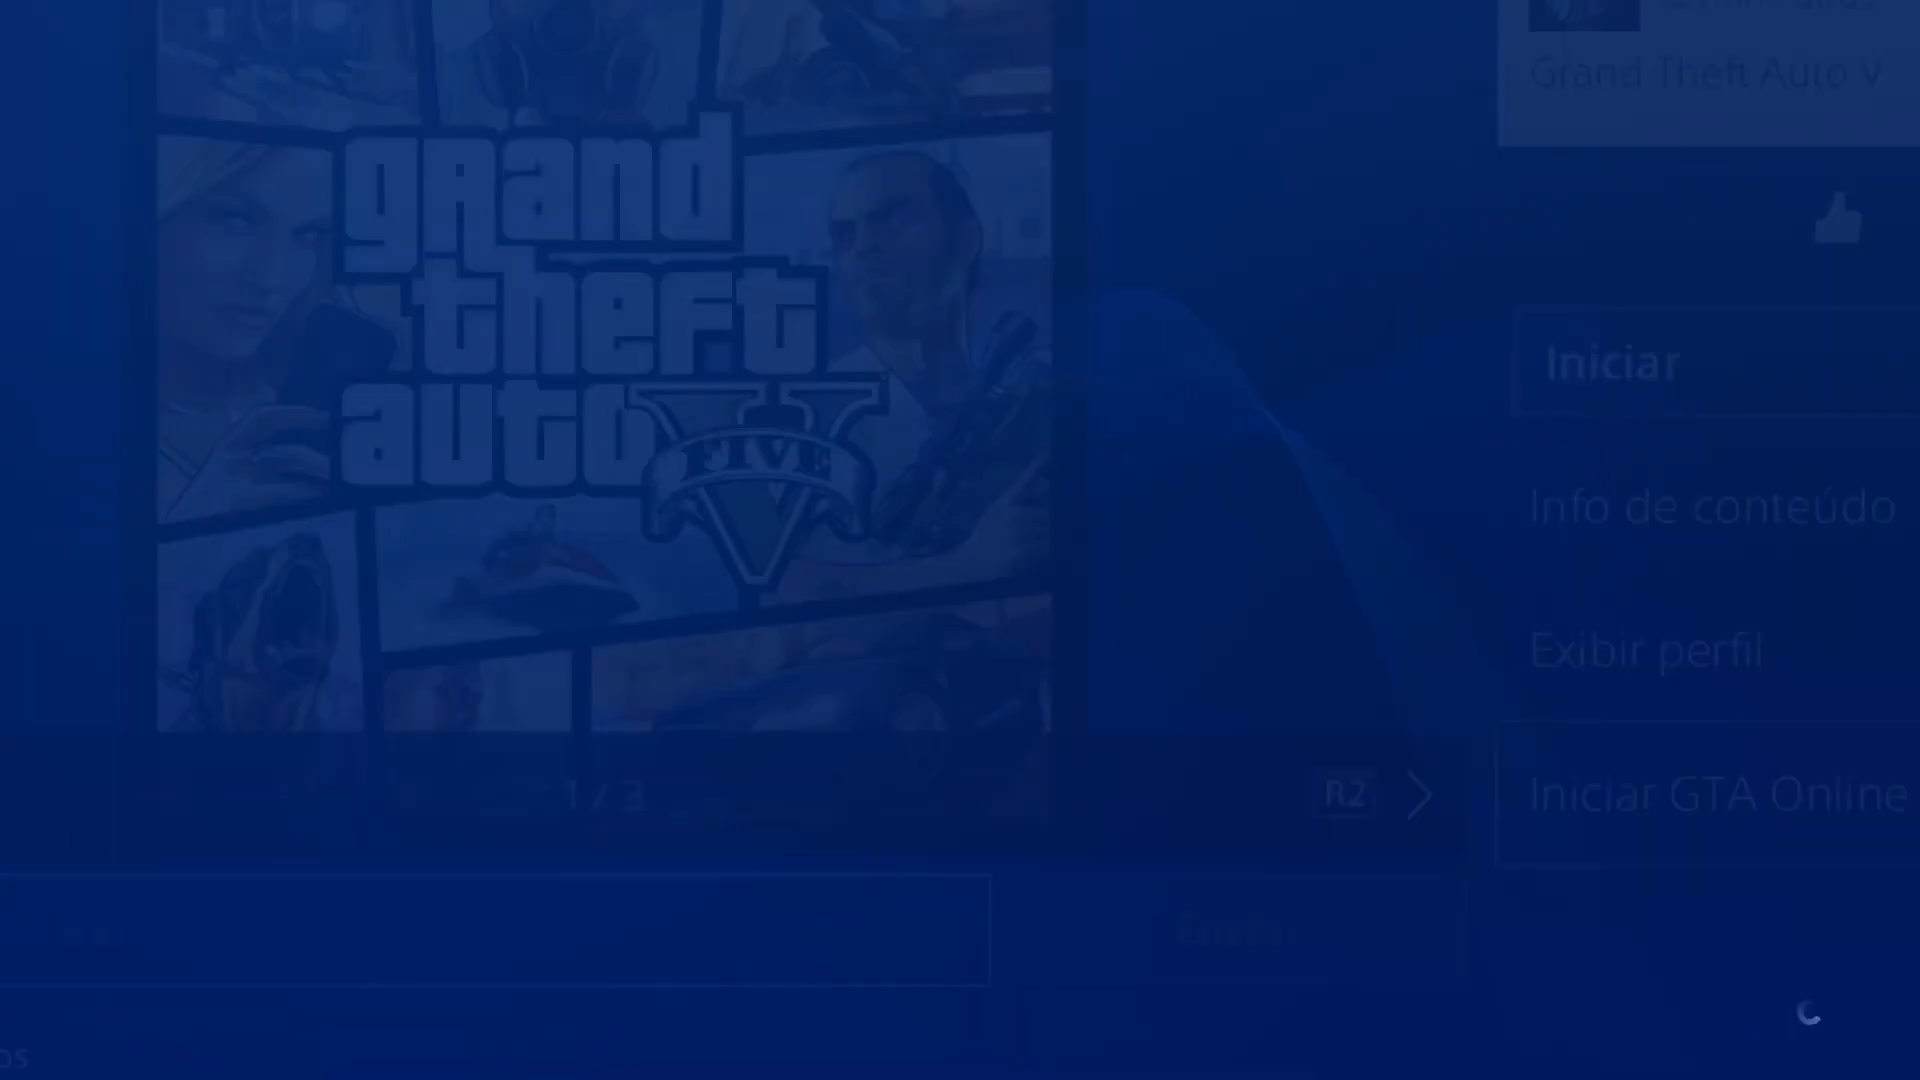 Grand Theft Auto V
grand
theft
auto V
FIVE
Iniciar
Info de conteúdo
Exibir perfil
1 / 3
R2
Iniciar GTA Online
os